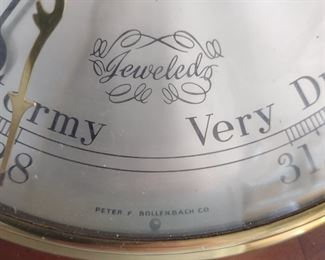 Jeweled
ormy Very D
8 31
PETER F. BOLLENBACH CO.